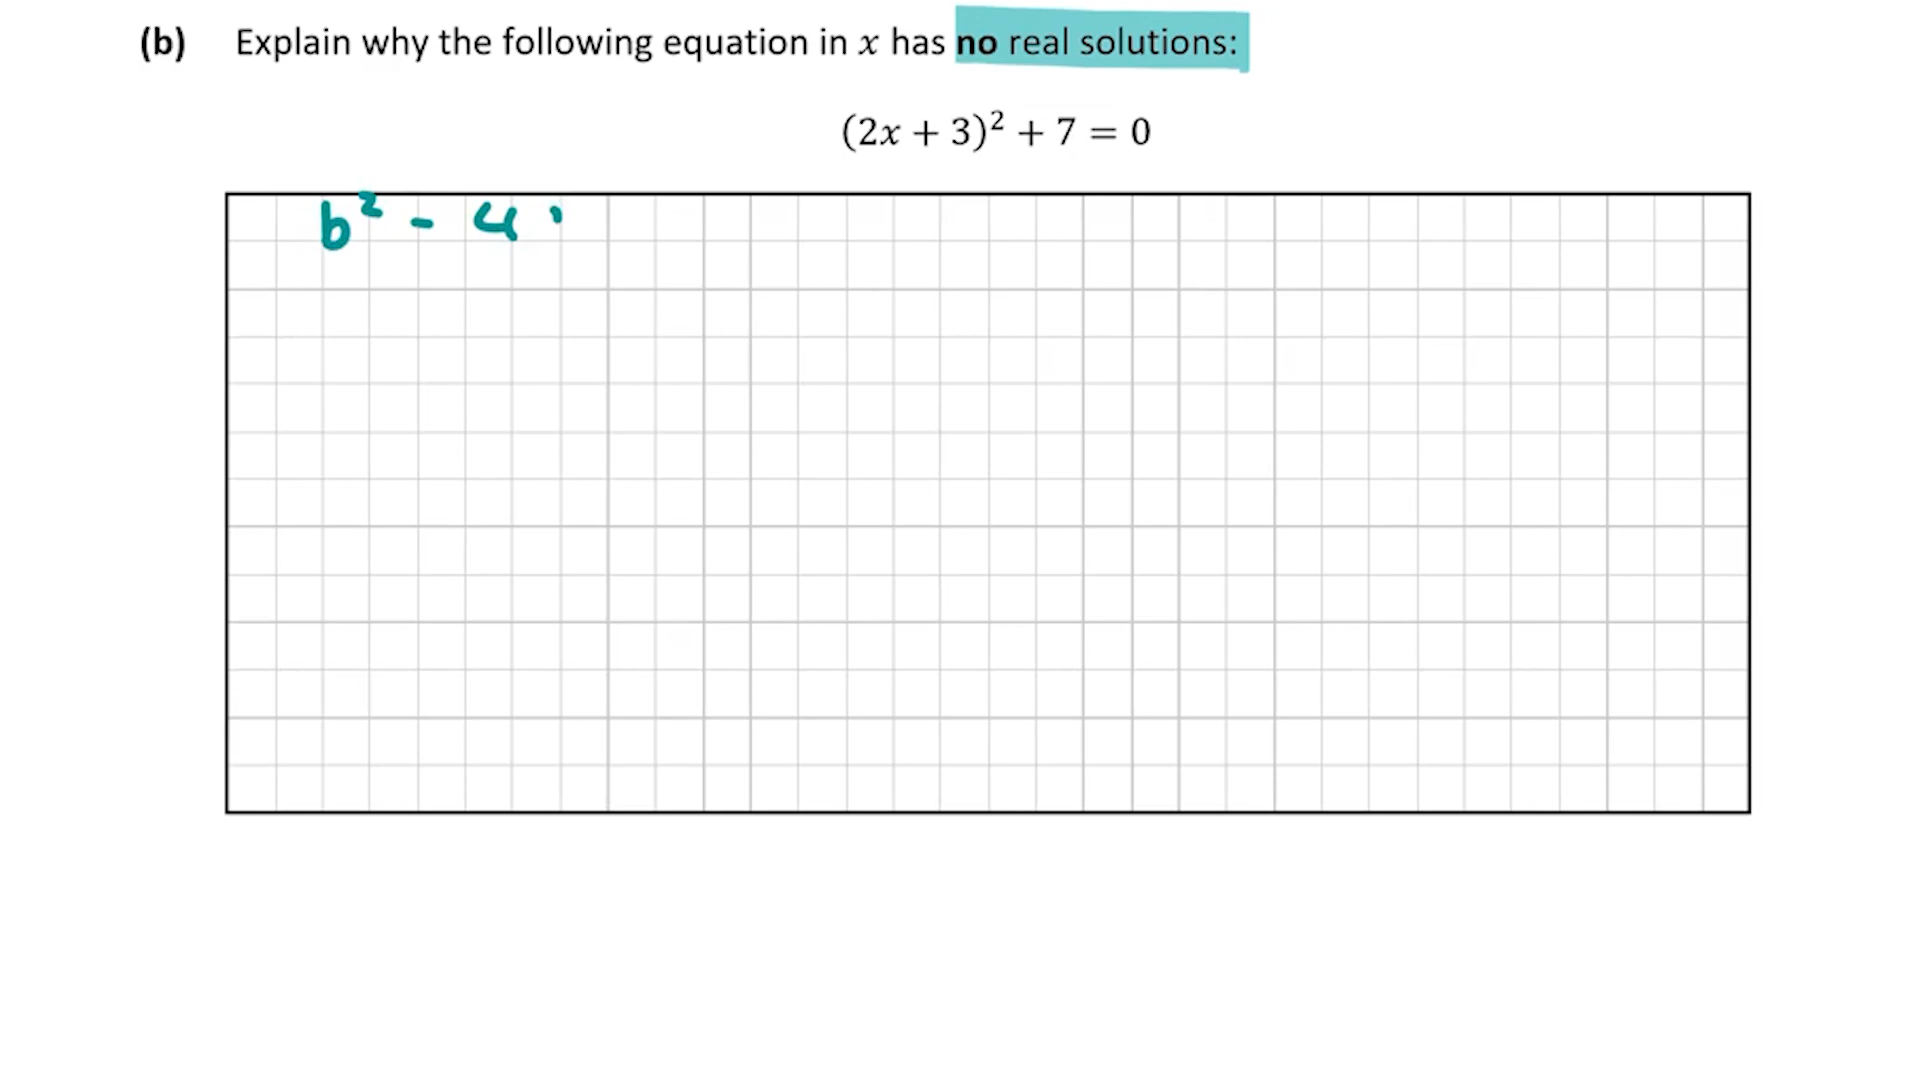 (b) Explain why the following equation in x has no real solutions:
(2x + 3)² + 7 = 0
b² - 4